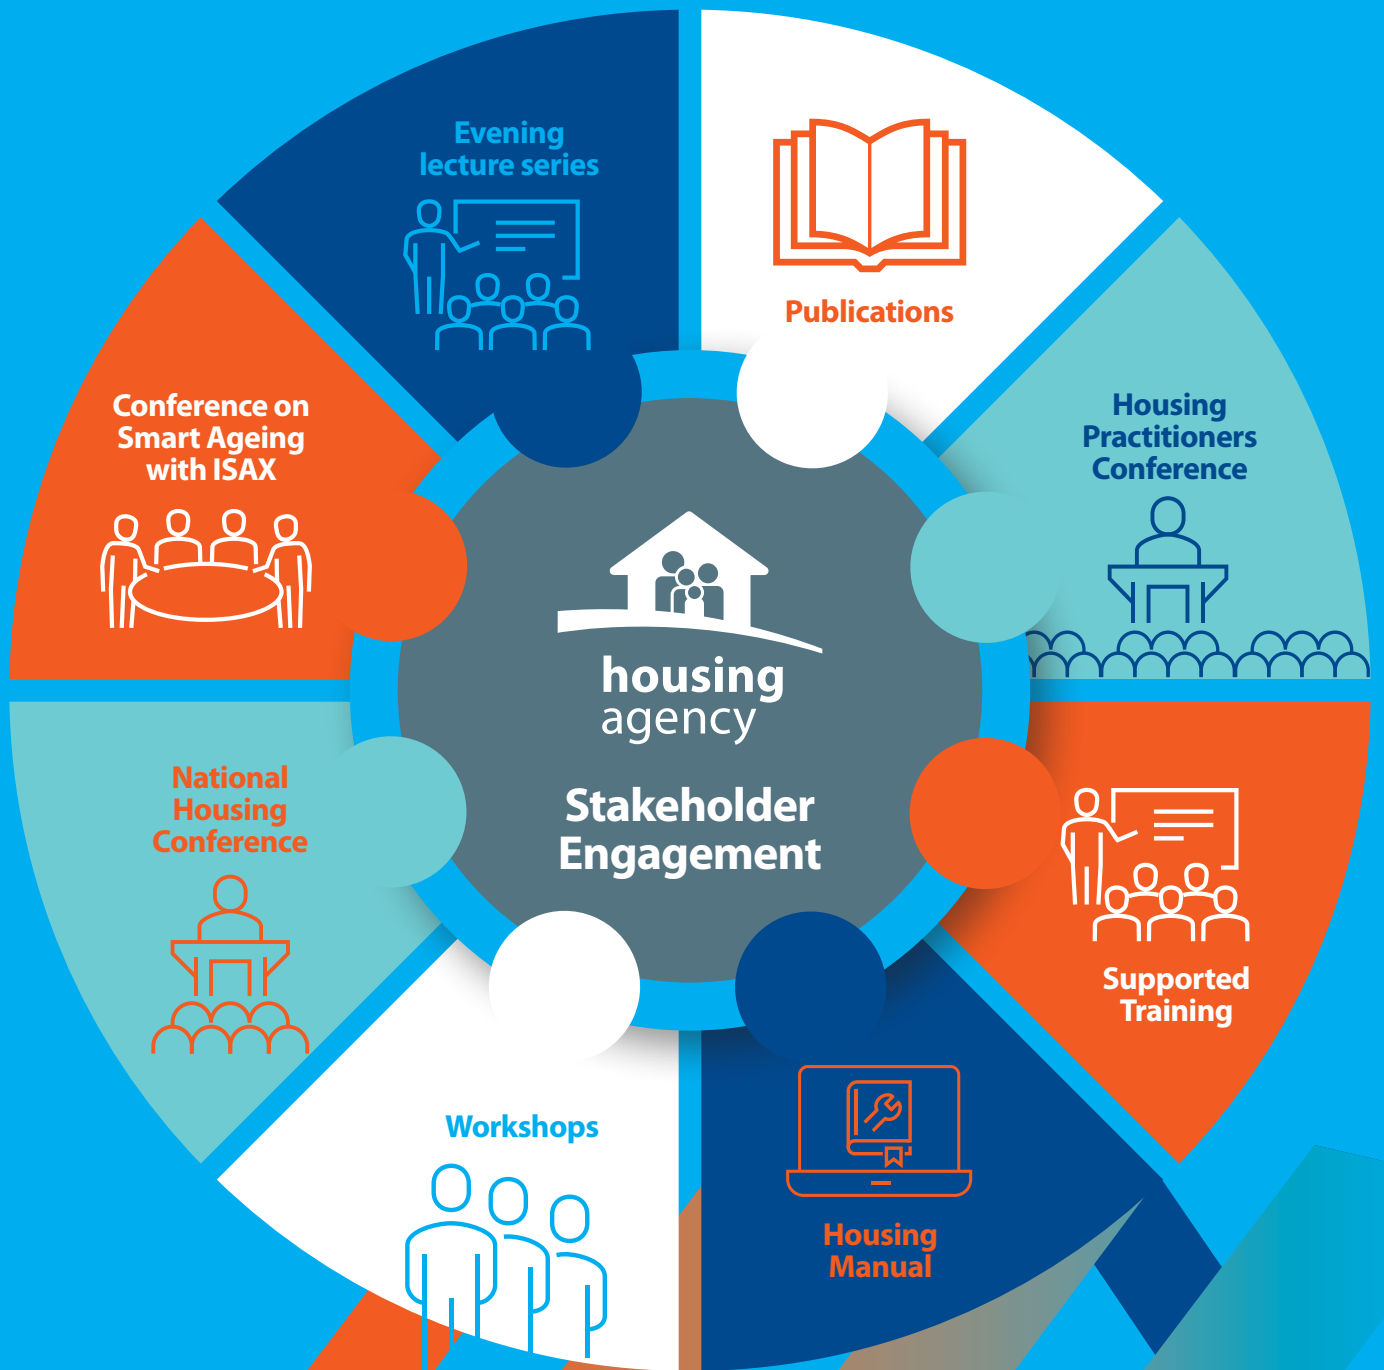 Evening
lecture series
Publications
Conference on
Smart Ageing
with ISAX
Housing
Practitioners
Conference
housing
agency
Stakeholder
Engagement
National
Housing
Conference
Supported
Training
Workshops
Housing
Manual